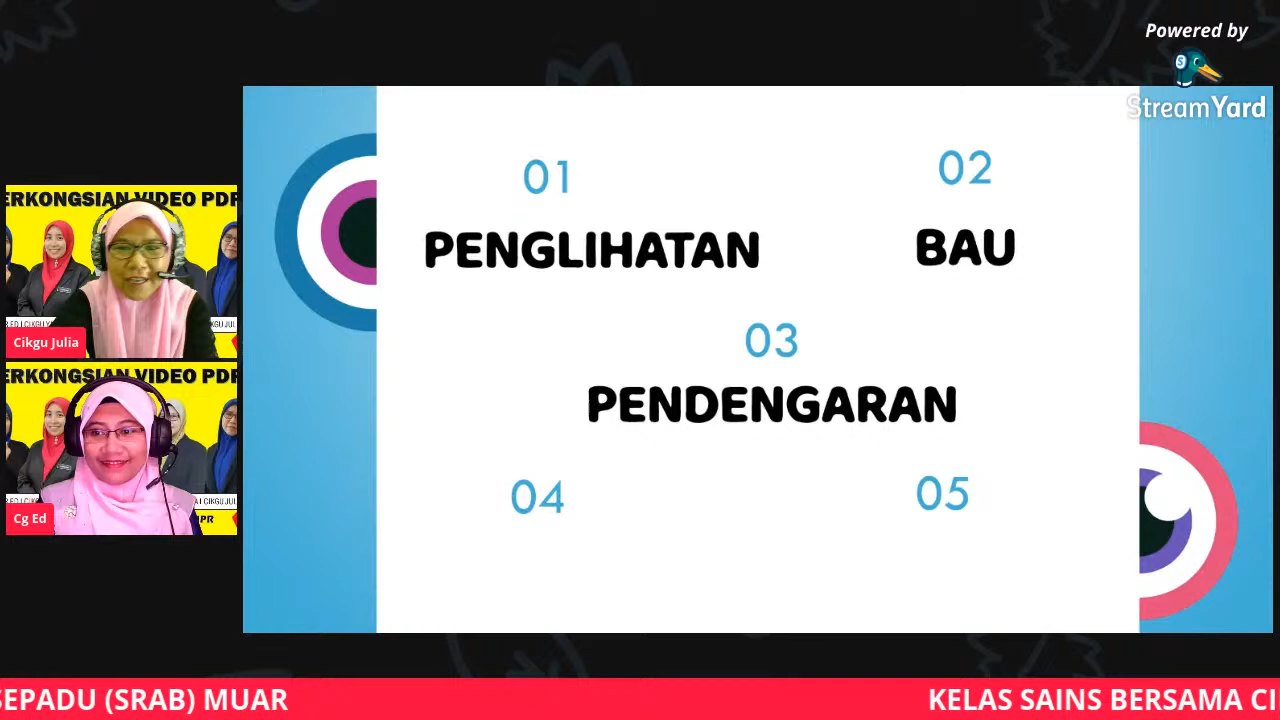 Powered by
StreamYard
01
02
PENGLIHATAN
BAU
03
PENDENGARAN
04
05
ERKONGSIAN VIDEO PDP
Cikgu Julia
ERKONGSIAN VIDEO PDP
Cg Ed
SEPADU (SRAB) MUAR
KELAS SAINS BERSAMA CI